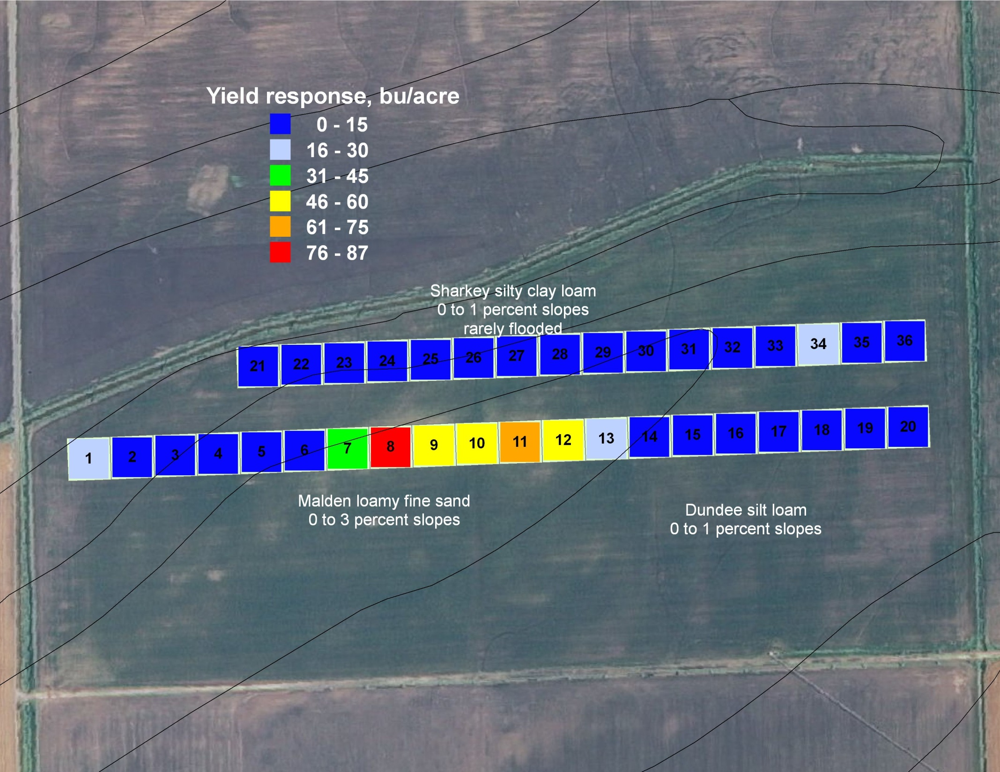 Yield response, bu/acre
0 - 15
16 - 30
31 - 45
46 - 60
61 - 75
76 - 87
Sharkey silty clay loam
0 to 1 percent slopes
rarely flooded
21 22 23 24 25 26 27 28 29 30 31 32 33 34 35 36
1 2 3 4 5 6 7 8 9 10 11 12 13 14 15 16 17 18 19 20
Malden loamy fine sand
0 to 3 percent slopes
Dundee silt loam
0 to 1 percent slopes